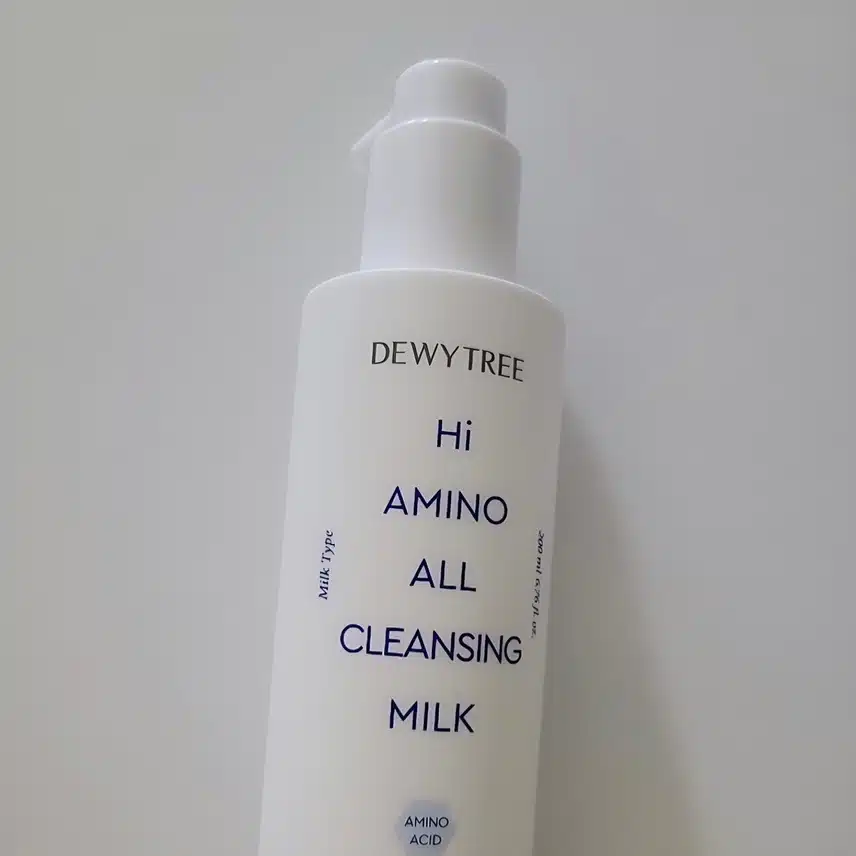 DEWYTREE
Hi
AMINO
ALL
CLEANSING
MILK
Milk Type
200 ml 6.76 fl. oz.
AMINO
ACID